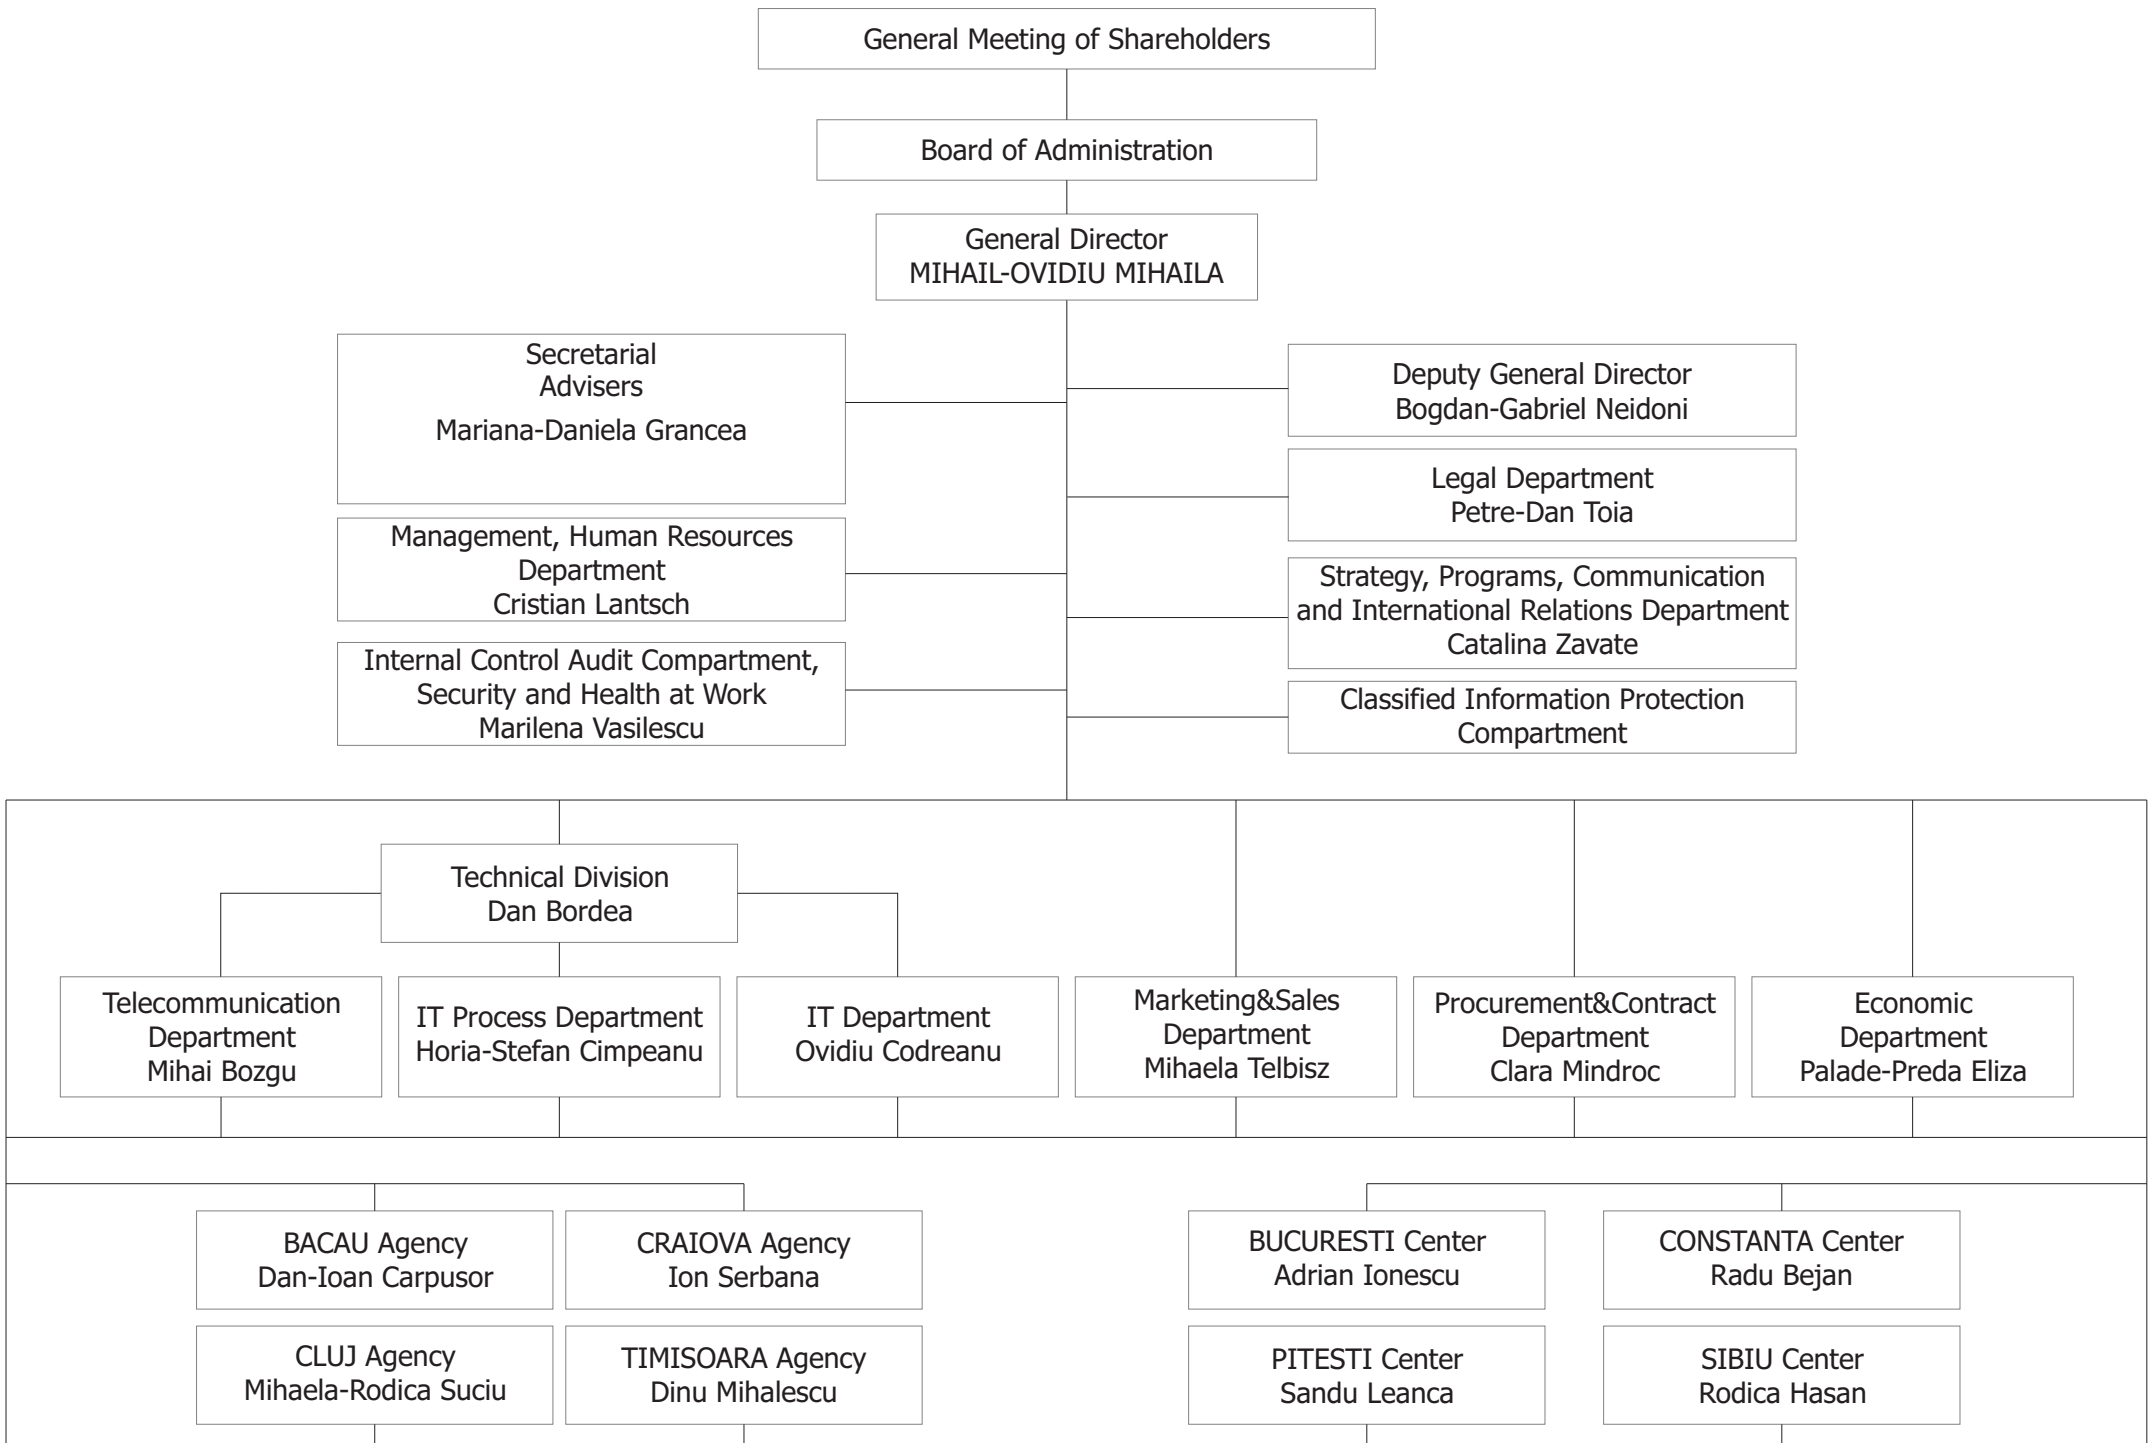 General Meeting of Shareholders
Board of Administration
General Director
MIHAIL-OVIDIU MIHAILA
Secretarial
Advisers
Mariana-Daniela Grancea
Deputy General Director
Bogdan-Gabriel Neidoni
Legal Department
Petre-Dan Toia
Management, Human Resources
Department
Cristian Lantsch
Strategy, Programs, Communication
and International Relations Department
Catalina Zavate
Internal Control Audit Compartment,
Security and Health at Work
Marilena Vasilescu
Classified Information Protection
Compartment
Technical Division
Dan Bordea
Telecommunication
Department
Mihai Bozgu
IT Process Department
Horia-Stefan Cimpeanu
IT Department
Ovidiu Codreanu
Marketing&Sales
Department
Mihaela Telbisz
Procurement&Contract
Department
Clara Mindroc
Economic
Department
Palade-Preda Eliza
BACAU Agency
Dan-Ioan Carpusor
CRAIOVA Agency
Ion Serbana
BUCURESTI Center
Adrian Ionescu
CONSTANTA Center
Radu Bejan
CLUJ Agency
Mihaela-Rodica Suciu
TIMISOARA Agency
Dinu Mihalescu
PITESTI Center
Sandu Leanca
SIBIU Center
Rodica Hasan